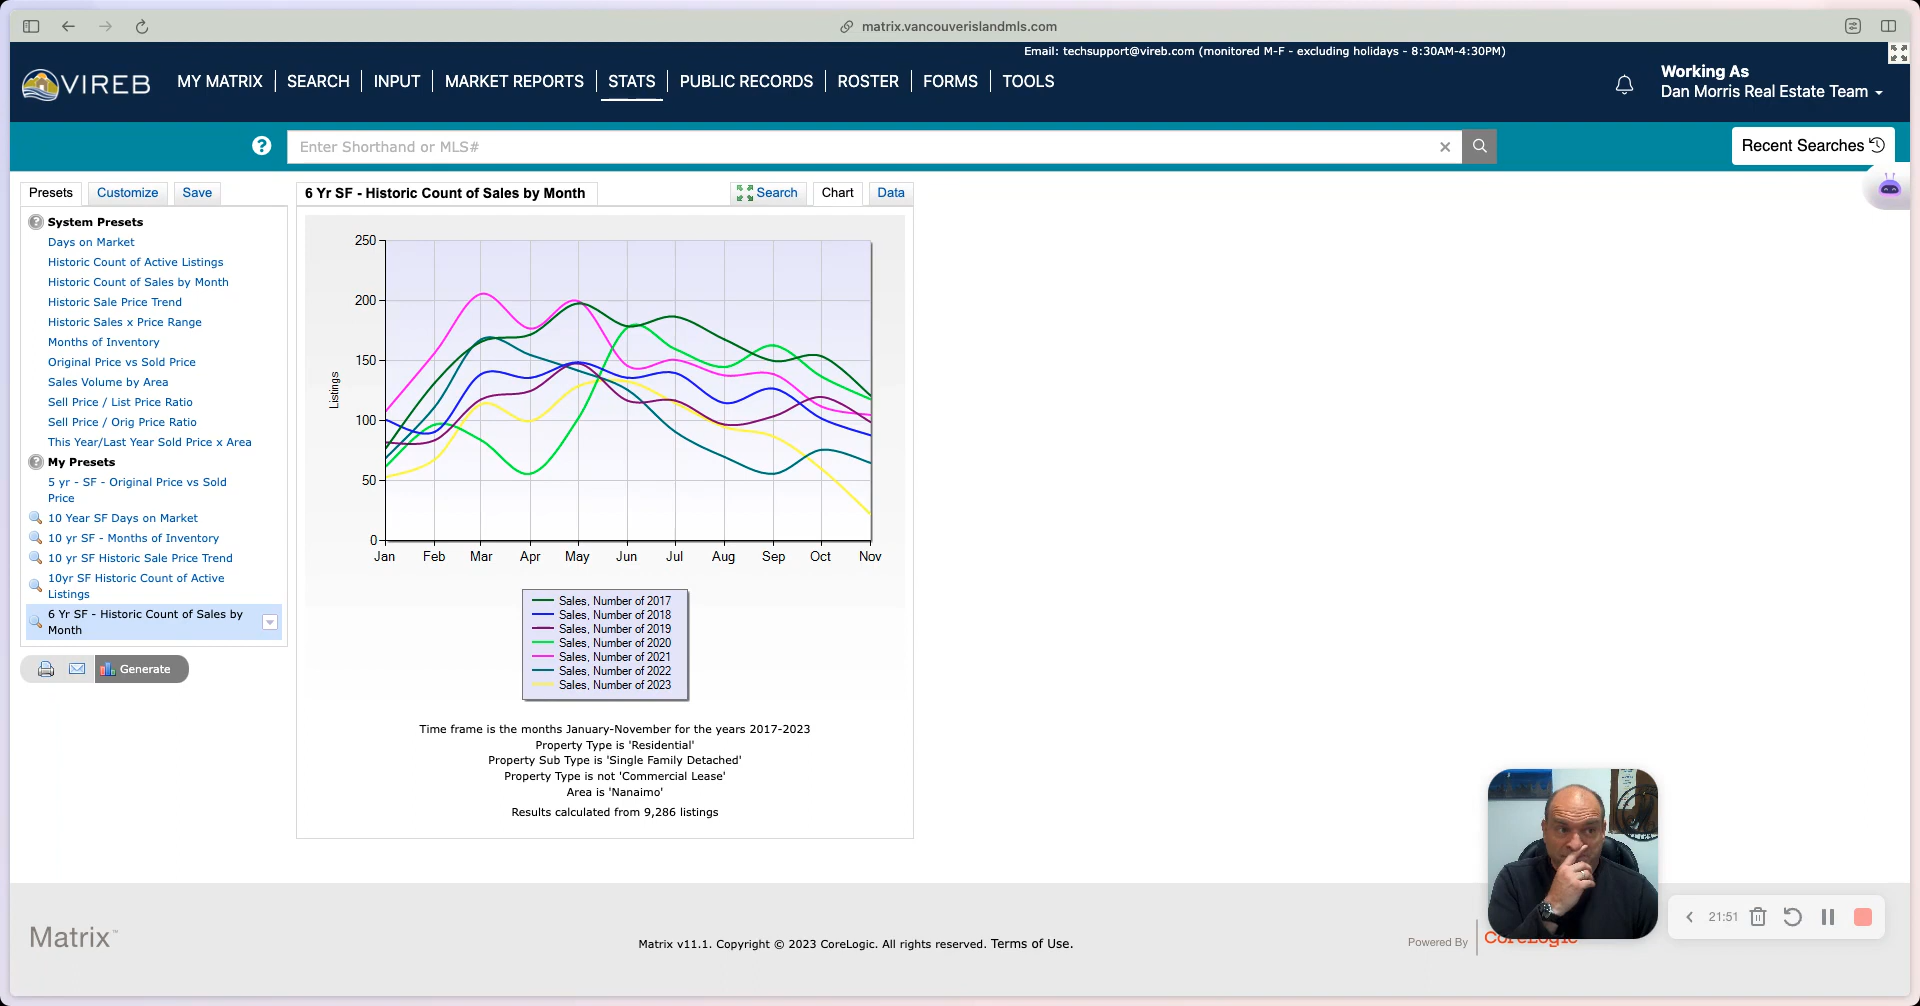 matrix.vancouverislandmls.com
Email: techsupport@vireb.com (monitored M-F - excluding holidays - 8:30AM-4:30PM)
VIREB
MY MATRIX
SEARCH
INPUT
MARKET REPORTS
STATS
PUBLIC RECORDS
ROSTER
FORMS
TOOLS
Working As
Dan Morris Real Estate Team
?
Enter Shorthand or MLS#
Recent Searches
Presets
Customize
Save
System Presets
Days on Market
Historic Count of Active Listings
Historic Count of Sales by Month
Historic Sale Price Trend
Historic Sales x Price Range
Months of Inventory
Original Price vs Sold Price
Sales Volume by Area
Sell Price / List Price Ratio
Sell Price / Orig Price Ratio
This Year/Last Year Sold Price x Area
My Presets
5 yr - SF - Original Price vs Sold
Price
10 Year SF Days on Market
10 yr SF - Months of Inventory
10 yr SF Historic Sale Price Trend
10yr SF Historic Count of Active
Listings
6 Yr SF - Historic Count of Sales by
Month
Generate
6 Yr SF - Historic Count of Sales by Month
Search
Chart
Data
250
200
150
100
50
0
Listings
Jan Feb Mar Apr May Jun Jul Aug Sep Oct Nov
Sales, Number of 2017
Sales, Number of 2018
Sales, Number of 2019
Sales, Number of 2020
Sales, Number of 2021
Sales, Number of 2022
Sales, Number of 2023
Time frame is the months January-November for the years 2017-2023
Property Type is 'Residential'
Property Sub Type is 'Single Family Detached'
Property Type is not 'Commercial Lease'
Area is 'Nanaimo'
Results calculated from 9,286 listings
Matrix™
Matrix v11.1. Copyright © 2023 CoreLogic. All rights reserved. Terms of Use.
Powered By
CoreLogic
21:51